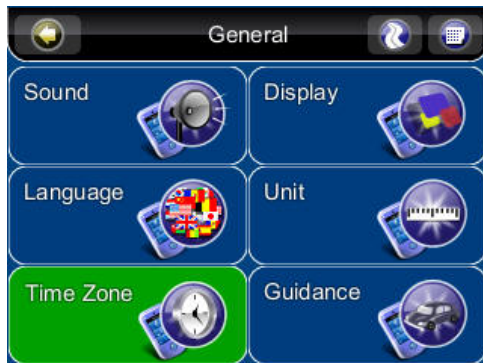 General
Sound
Display
Language
Unit
Time Zone
Guidance